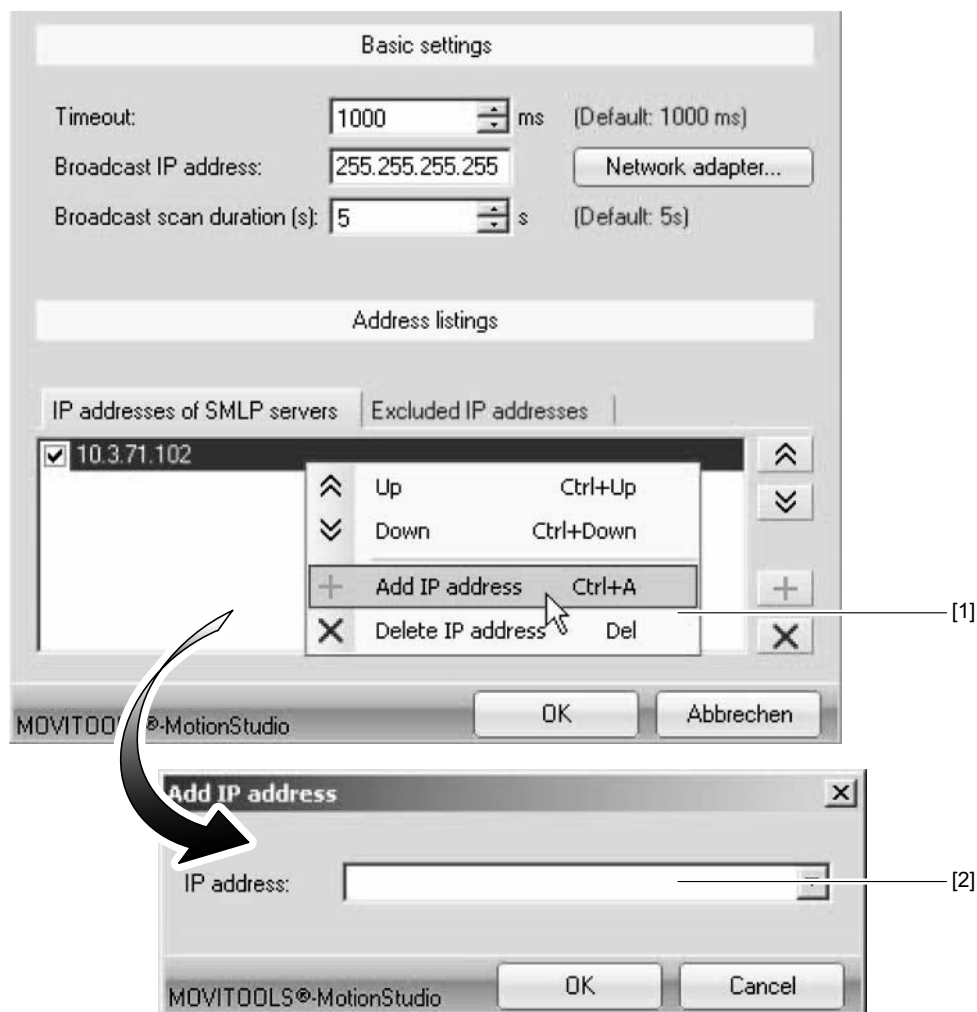 Basic settings
Timeout: 1000 ms (Default: 1000 ms)
Broadcast IP address: 255.255.255.255 Network adapter...
Broadcast scan duration (s): 5 s (Default: 5s)
Address listings
IP addresses of SMLP servers Excluded IP addresses
10.3.71.102
Up Ctrl+Up
Down Ctrl+Down
Add IP address Ctrl+A
[1]
Delete IP address Del
MOVITOO ®-MotionStudio OK Abbrechen
Add IP address
IP address: [2]
MOVITOOLS®-MotionStudio OK Cancel